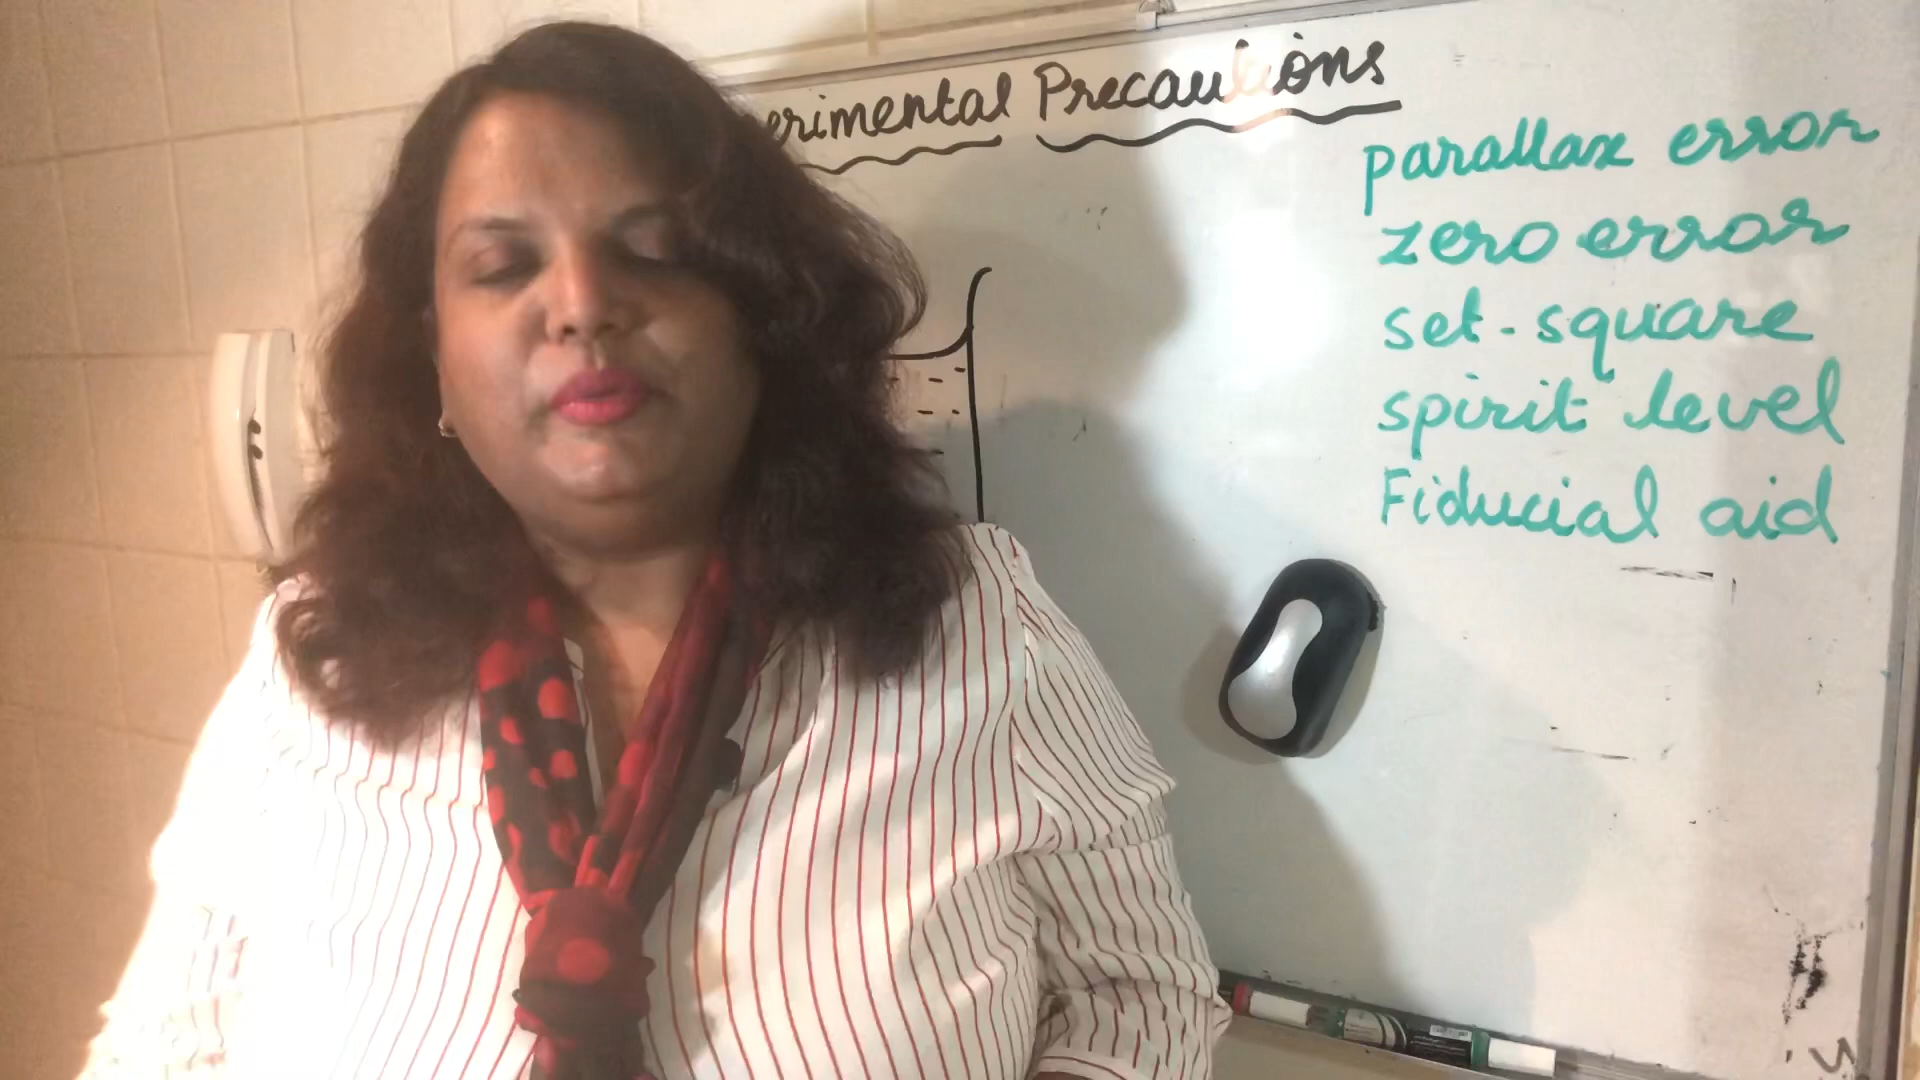 erimental Precautions
parallax error
zero error
set-square
spirit level
Fiducial aid